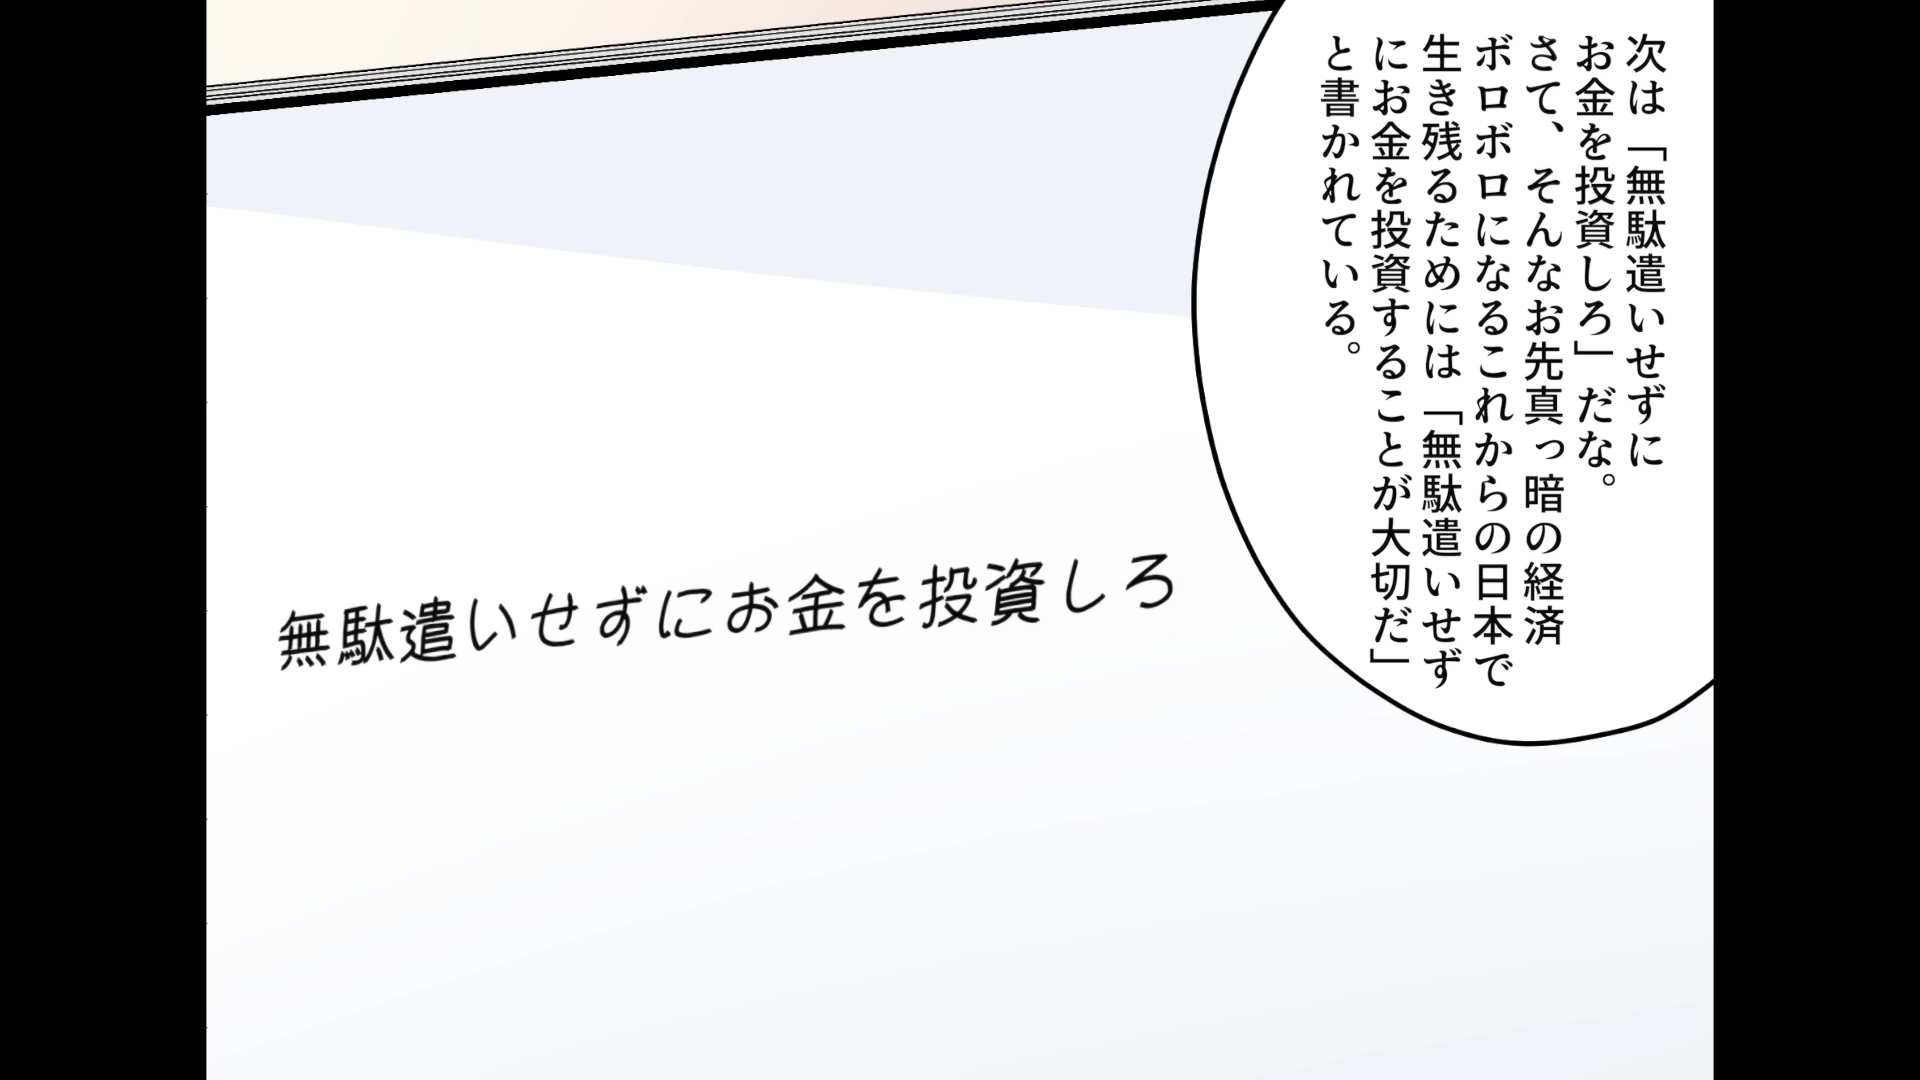 次は「無駄遣いせずに
お金を投資しろ」だな。
さて、そんなお先真っ暗の経済
ボロボロになるこれからの日本で
生き残るためには「無駄遣いせず
にお金を投資することが大切だ」
と書かれている。
無駄遣いせずにお金を投資しろ